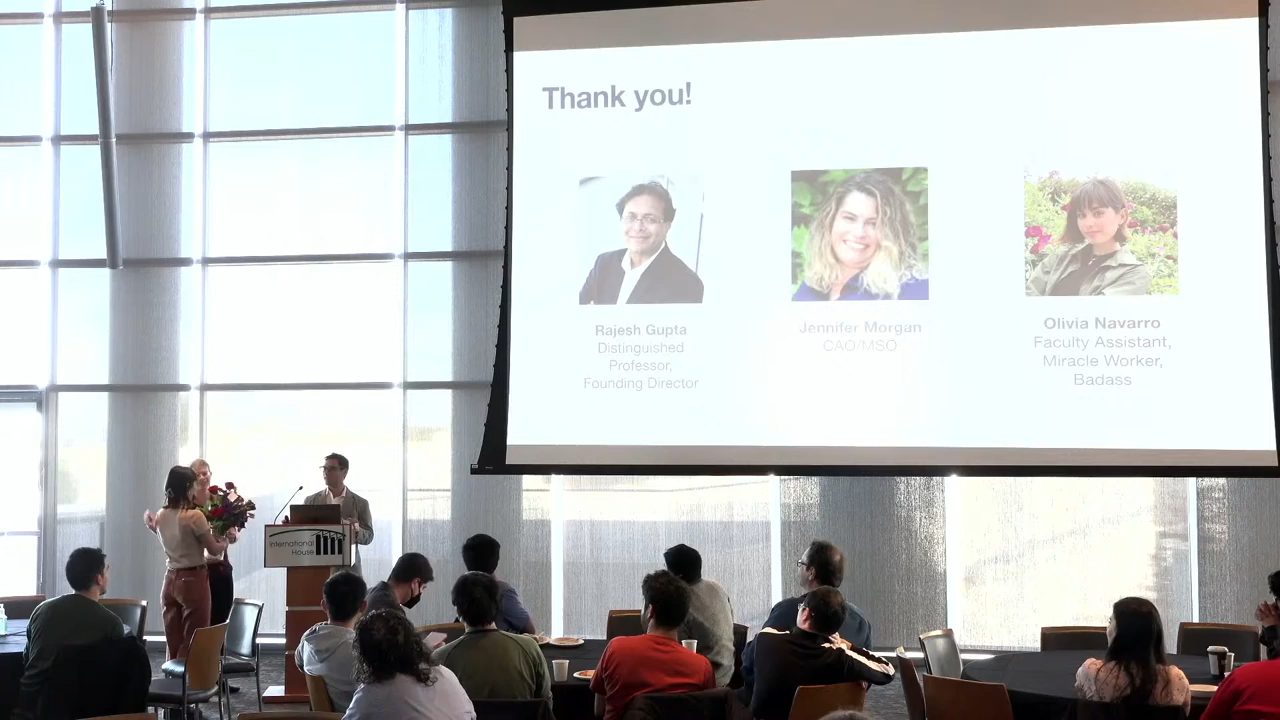 Thank you!
Rajesh Gupta
Distinguished
Professor,
Founding Director
Jennifer Morgan
CAO/MSO
Olivia Navarro
Faculty Assistant,
Miracle Worker,
Badass
International
House